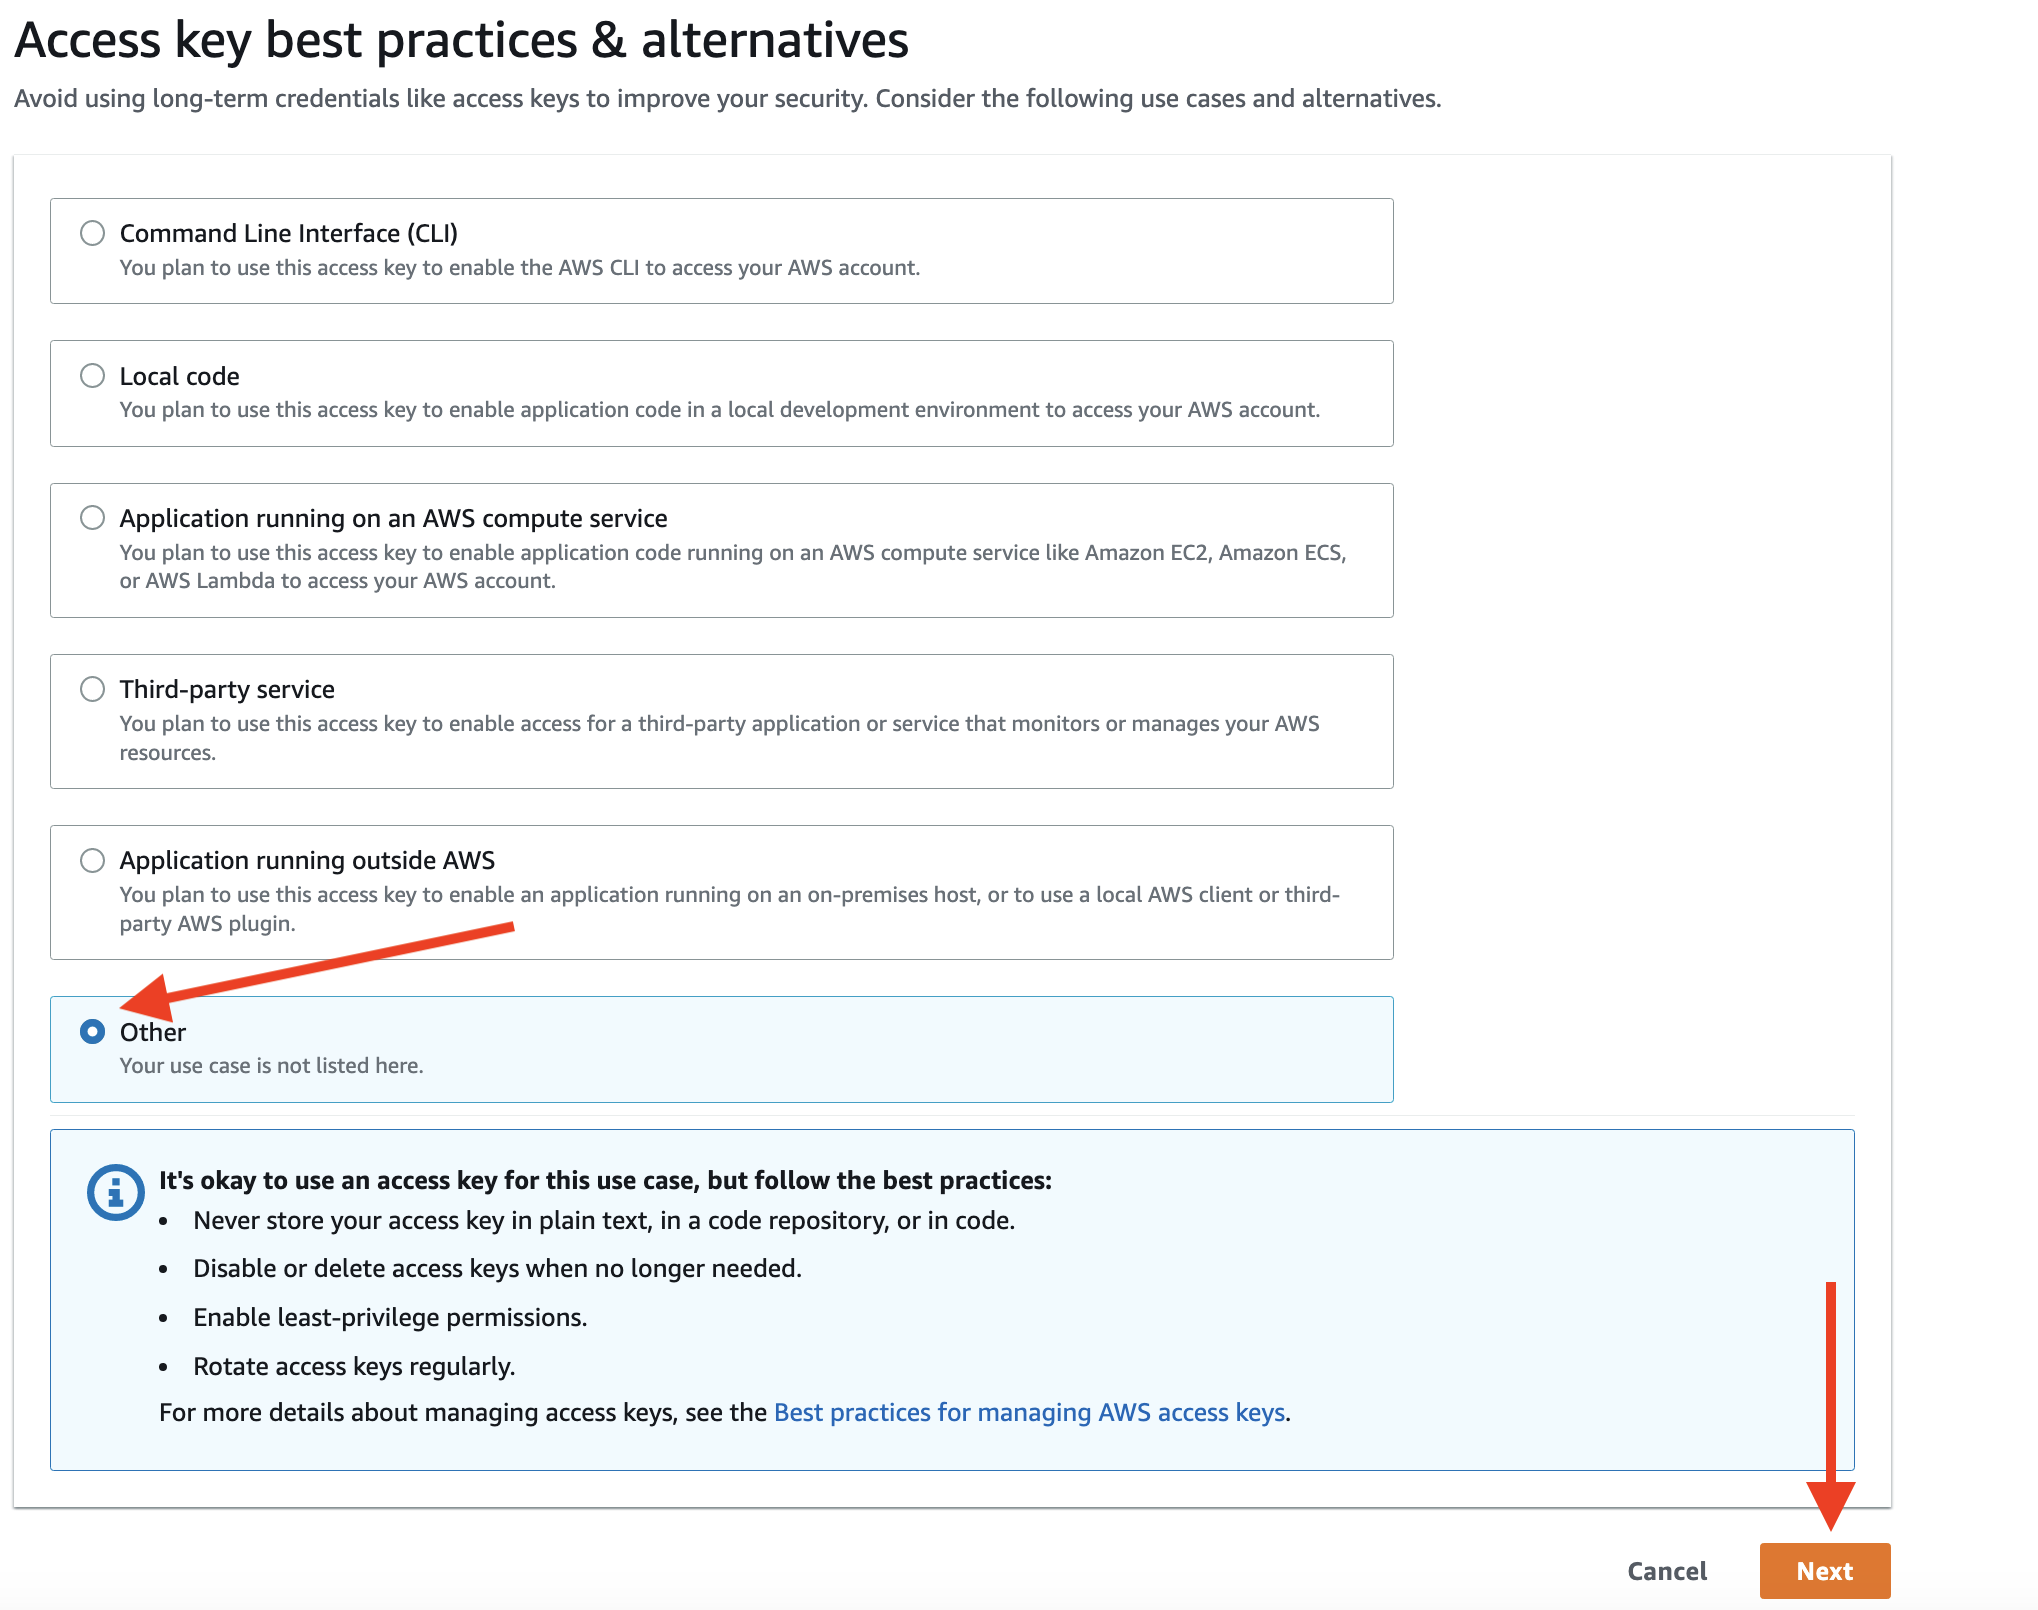 Access key best practices & alternatives
Avoid using long-term credentials like access keys to improve your security. Consider the following use cases and alternatives.
Command Line Interface (CLI)
You plan to use this access key to enable the AWS CLI to access your AWS account.
Local code
You plan to use this access key to enable application code in a local development environment to access your AWS account.
Application running on an AWS compute service
You plan to use this access key to enable application code running on an AWS compute service like Amazon EC2, Amazon ECS,
or AWS Lambda to access your AWS account.
Third-party service
You plan to use this access key to enable access for a third-party application or service that monitors or manages your AWS
resources.
Application running outside AWS
You plan to use this access key to enable an application running on an on-premises host, or to use a local AWS client or third-
party AWS plugin.
Other
Your use case is not listed here.
It's okay to use an access key for this use case, but follow the best practices:
• Never store your access key in plain text, in a code repository, or in code.
• Disable or delete access keys when no longer needed.
• Enable least-privilege permissions.
• Rotate access keys regularly.
For more details about managing access keys, see the Best practices for managing AWS access keys.
Cancel Next